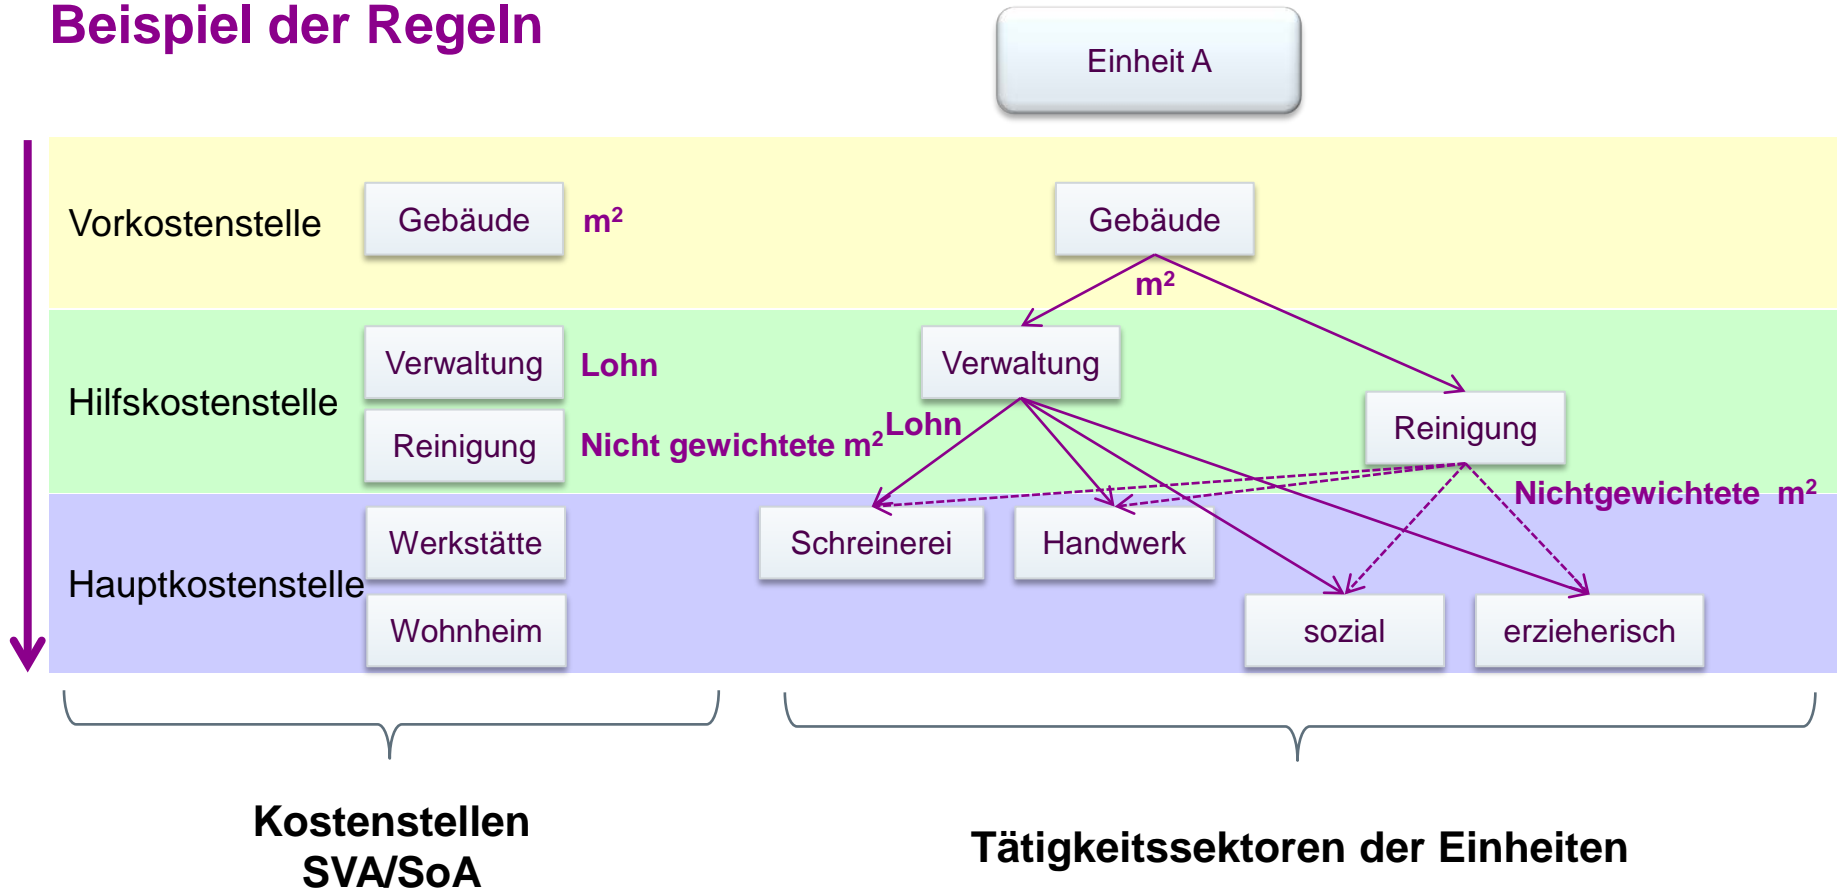 Beispiel der Regeln
Einheit A
Vorkostenstelle
Gebäude
m²
Gebäude
m²
Hilfskostenstelle
Verwaltung
Lohn
Reinigung
Nicht gewichtete m²
Verwaltung
Lohn
Reinigung
Nichtgewichtete m²
Hauptkostenstelle
Werkstätte
Wohnheim
Schreinerei
Handwerk
sozial
erzieherisch
Kostenstellen
SVA/SoA
Tätigkeitssektoren der Einheiten